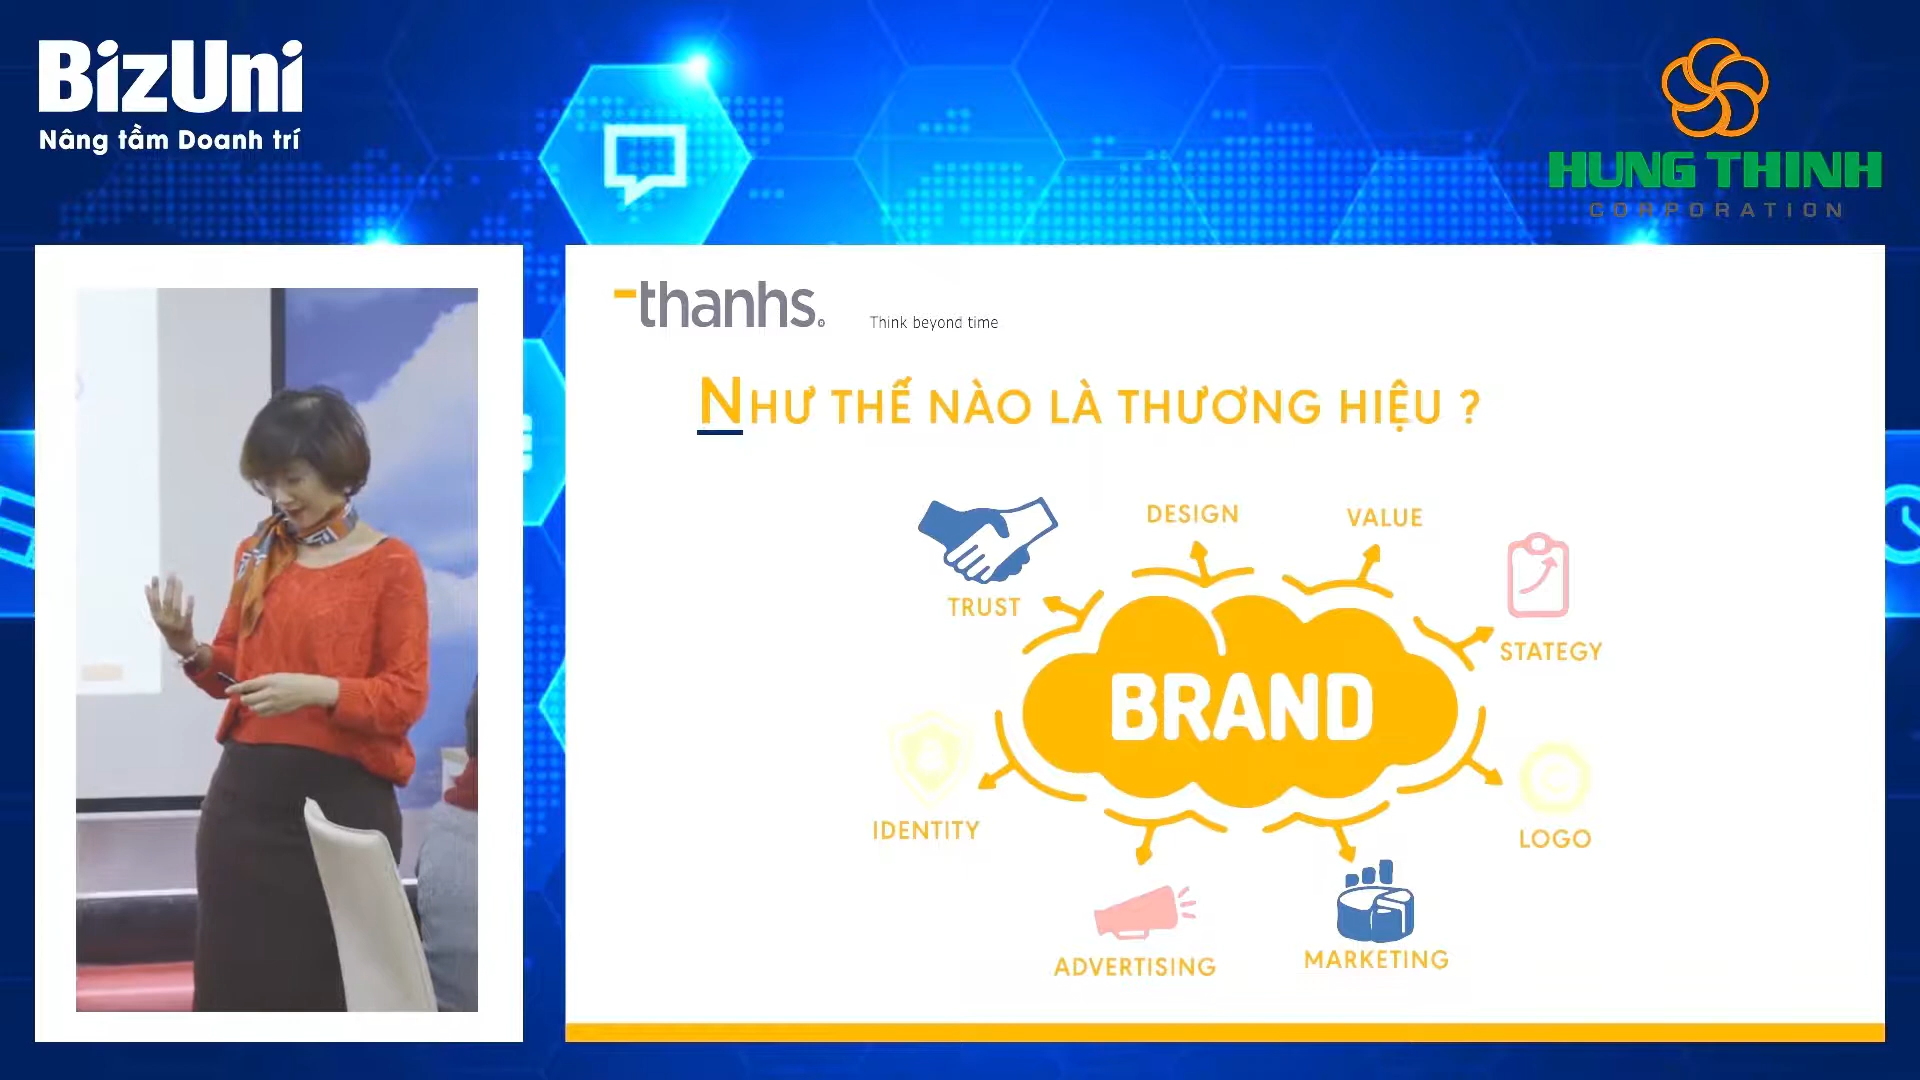 BizUni
Nâng tầm Doanh trí
HUNG THINH
CORPORATION
thanhs
Think beyond time
NHƯ THẾ NÀO LÀ THƯƠNG HIỆU ?
DESIGN
VALUE
TRUST
STATEGY
BRAND
IDENTITY
LOGO
ADVERTISING
MARKETING